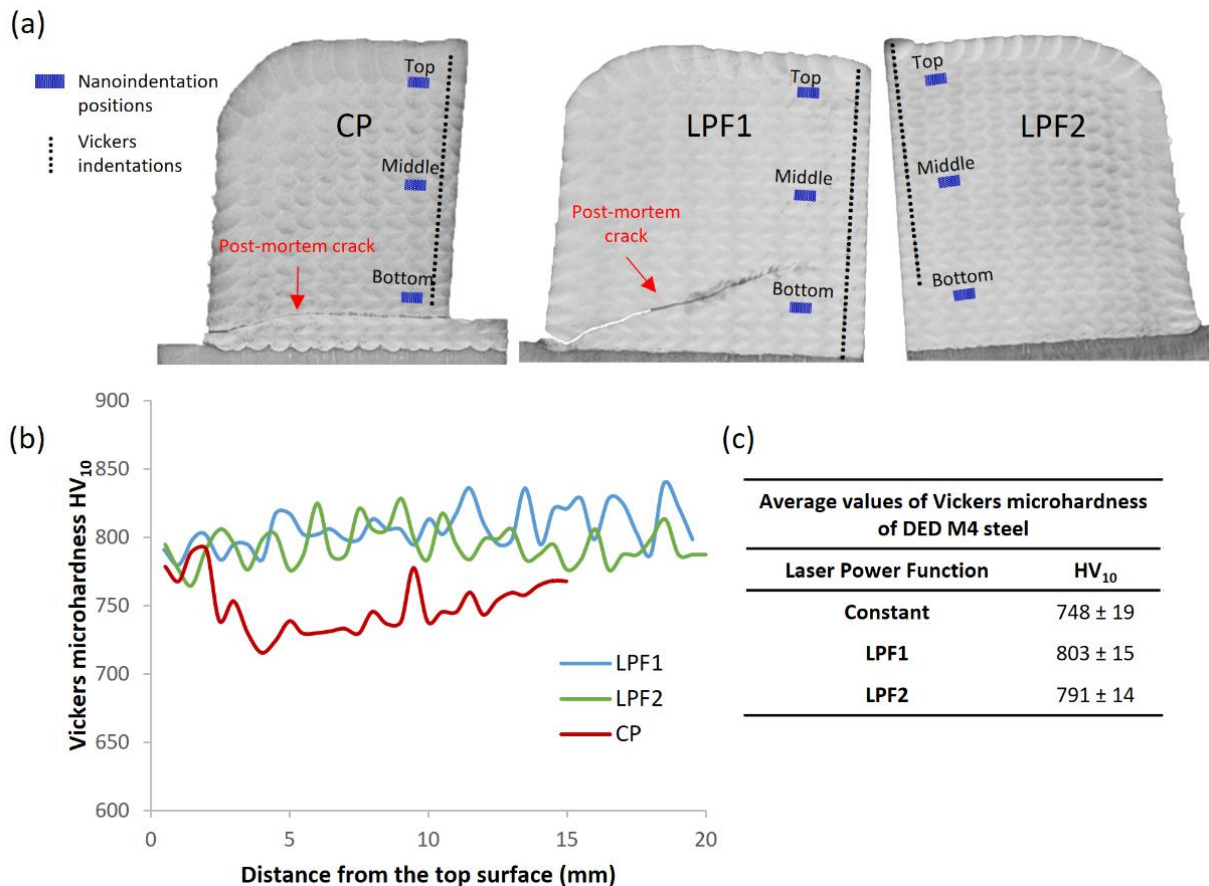 (a)
Nanoindentation
positions
Vickers
indentations
CP
Top
Middle
Bottom
Post-mortem crack
LPF1
Top
Middle
Bottom
Post-mortem
crack
LPF2
Top
Middle
Bottom
(b)
Vickers microhardness HV10
900
850
800
750
700
650
600
0
5
10
15
20
Distance from the top surface (mm)
LPF1
LPF2
CP
(c)
Average values of Vickers microhardness
of DED M4 steel
Laser Power Function HV10
Constant 748 ± 19
LPF1 803 ± 15
LPF2 791 ± 14